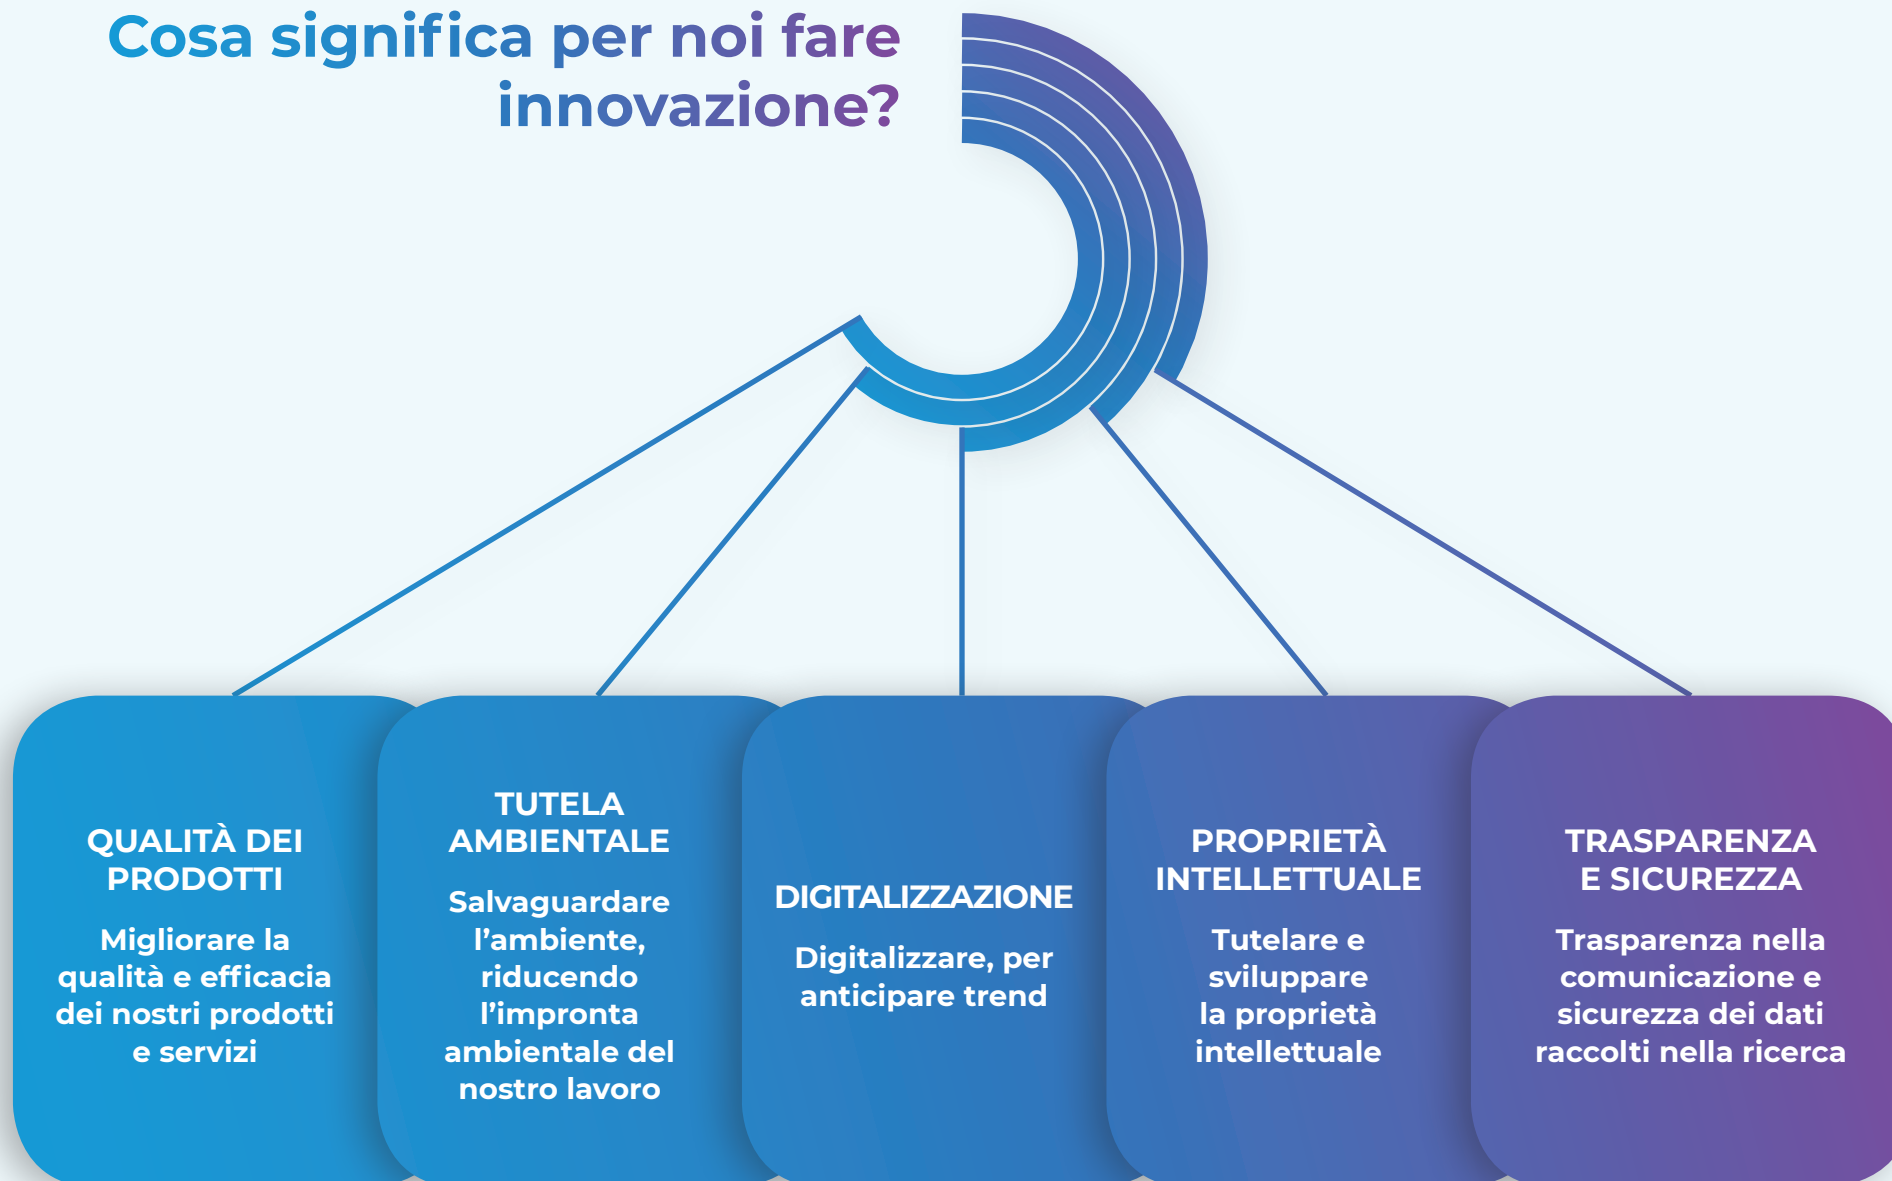 Cosa significa per noi fare
innovazione?
QUALITÀ DEI
PRODOTTI
Migliorare la
qualità e efficacia
dei nostri prodotti
e servizi
TUTELA
AMBIENTALE
Salvaguardare
l’ambiente,
riducendo
l’impronta
ambientale del
nostro lavoro
DIGITALIZZAZIONE
Digitalizzare, per
anticipare trend
PROPRIETÀ
INTELLETTUALE
Tutelare e
sviluppare
la proprietà
intellettuale
TRASPARENZA
E SICUREZZA
Trasparenza nella
comunicazione e
sicurezza dei dati
raccolti nella ricerca